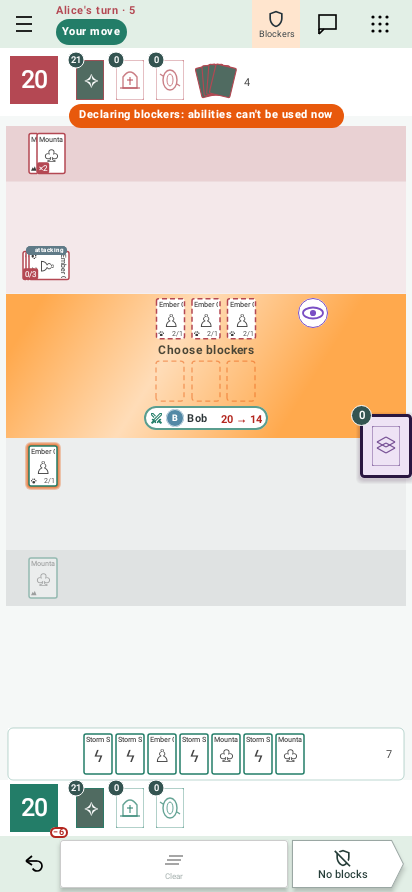 Alice's turn · 5
Your move
Blockers
20
21
0
0
4
Declaring blockers: abilities can't be used now
M
Mounta
×2
attacking
0/3
Ember C
Ember C
Ember C
Ember C
2/1
2/1
2/1
Choose blockers
B
Bob
20 → 14
0
Ember C
2/1
Mounta
Storm S
Storm S
Ember C
Storm S
Mounta
Storm S
Mounta
7
20
21
0
0
-6
Clear
No blocks